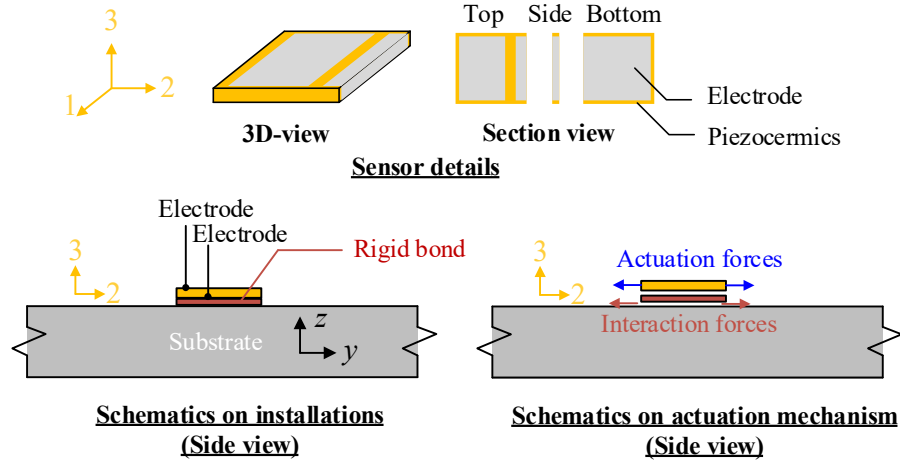 3
2
1
3D-view
Top Side Bottom
Electrode
Piezocermics
Section view
Sensor details
Electrode
Electrode
Rigid bond
3
2
Substrate
z
y
Schematics on installations
(Side view)
3
2
Actuation forces
Interaction forces
Schematics on actuation mechanism
(Side view)